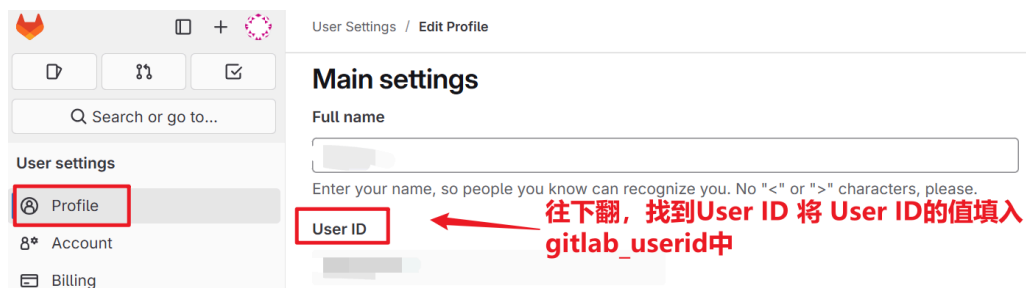 User Settings / Edit Profile
Search or go to...
User settings
Profile
Account
Billing
Main settings
Full name
Enter your name, so people you know can recognize you. No "<" or ">" characters, please.
User ID
往下翻，找到User ID 将 User ID的值填入
gitlab_userid中